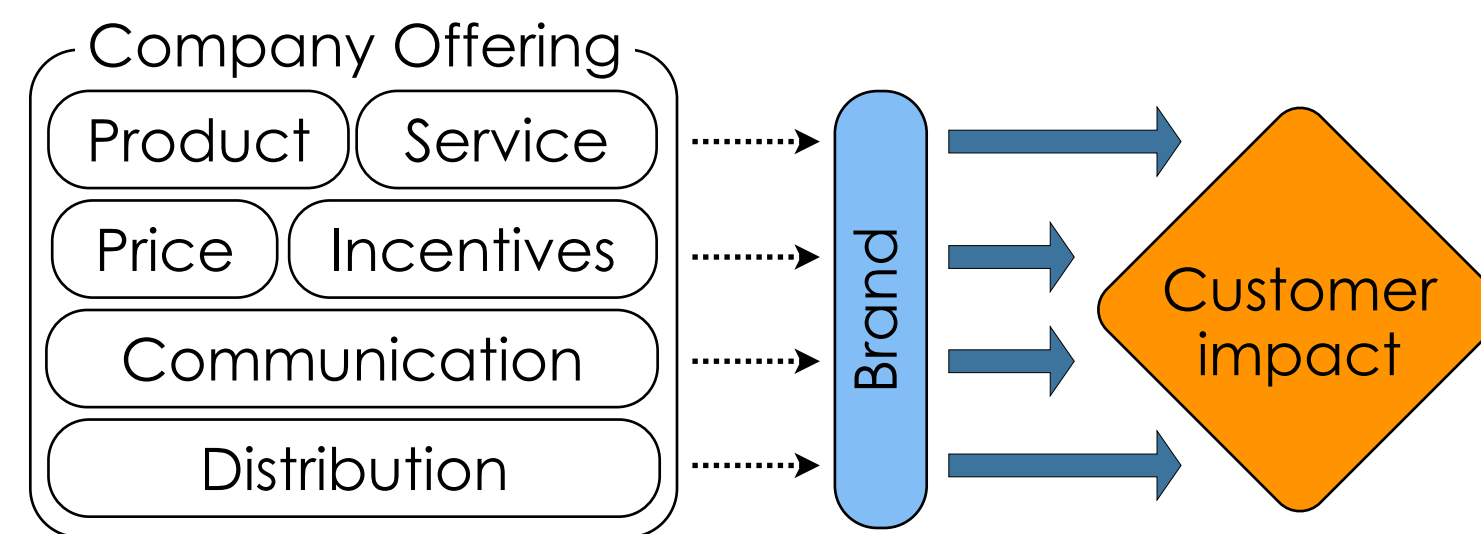 Company Offering
Product Service
Price Incentives
Communication
Distribution
Brand
Customer
impact